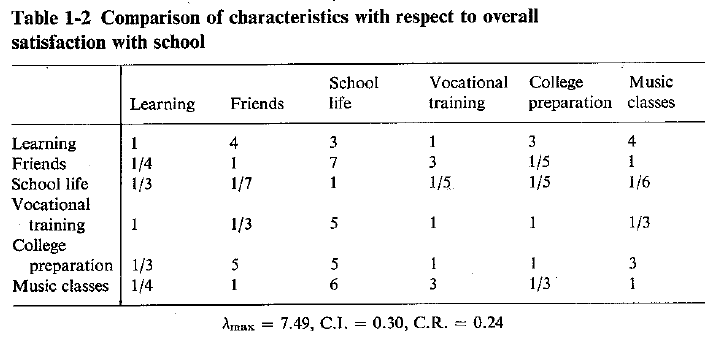 Table 1-2 Comparison of characteristics with respect to overall
satisfaction with school
School Vocational College Music
Learning Friends life training preparation classes
Learning 1 4 3 1 3 4
Friends 1/4 1 7 3 1/5 1
School life 1/3 1/7 1 1/5 1/5 1/6
Vocational
training 1 1/3 5 1 1 1/3
College
preparation 1/3 5 5 1 1 3
Music classes 1/4 1 6 3 1/3 1
λmax = 7.49, C.I. = 0.30, C.R. = 0.24